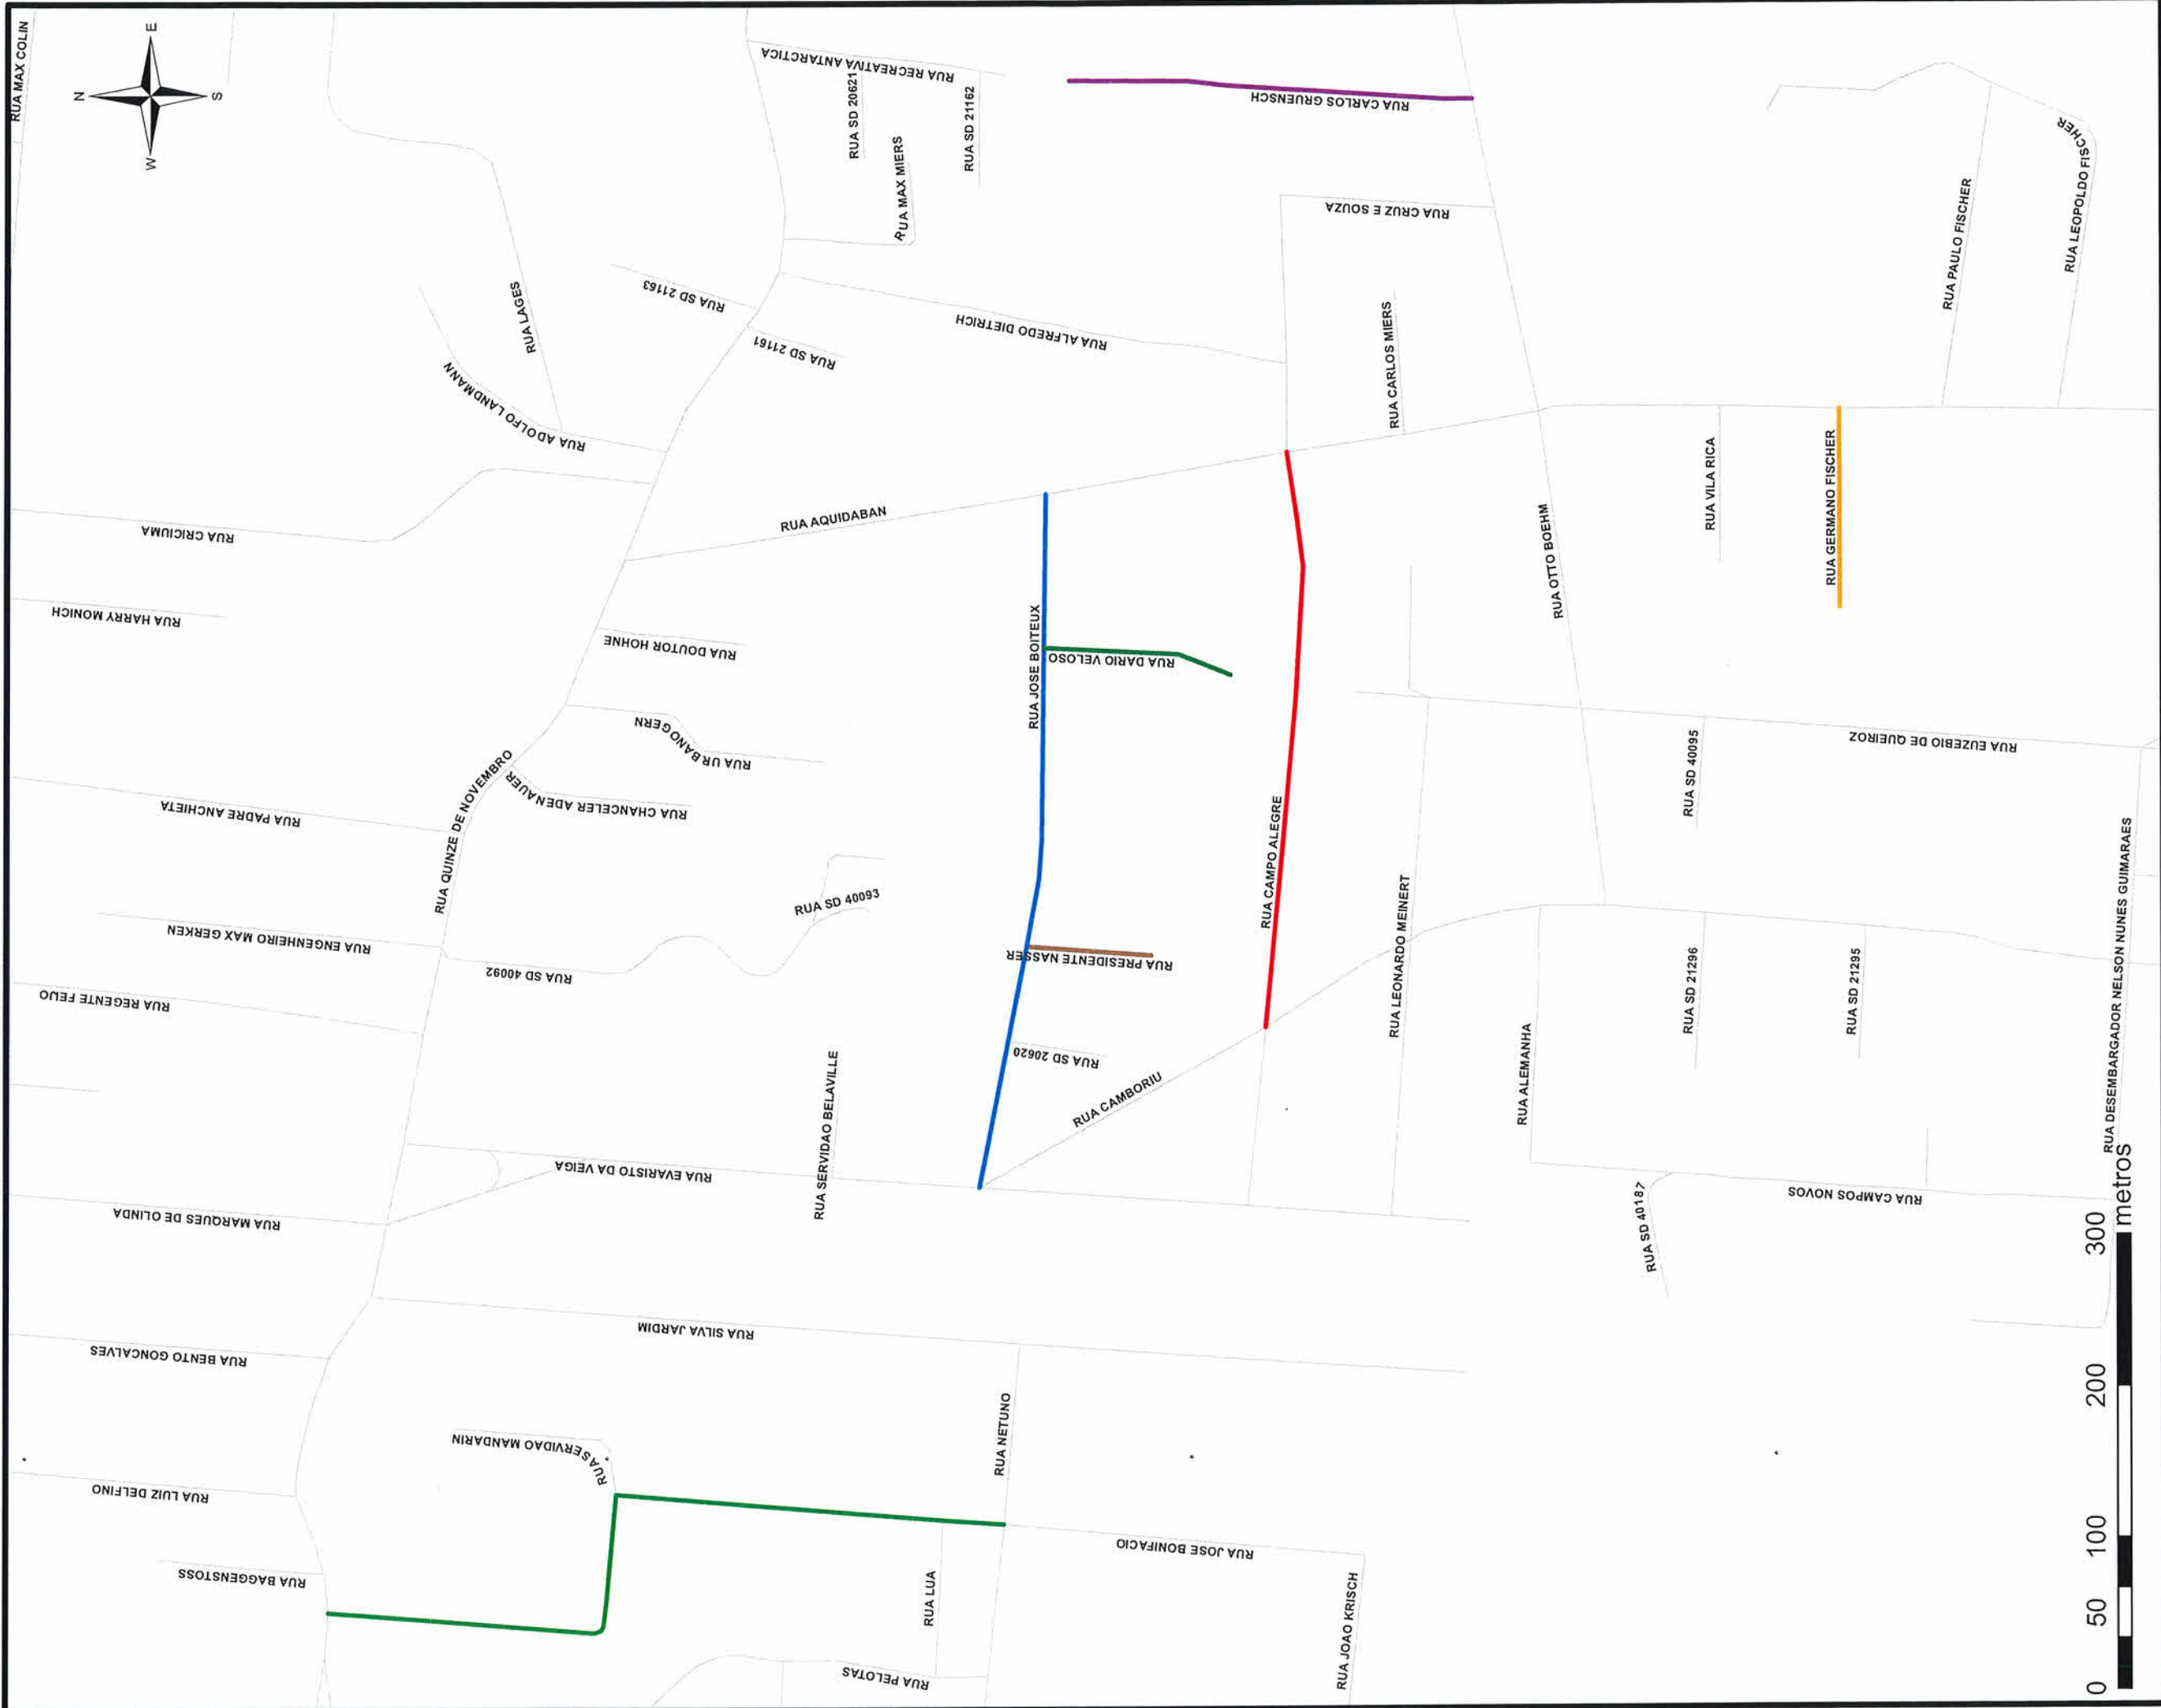 RUA MAX COLIN
N
E
S
W
RUA RECREATIVA ANTARCTICA
RUA SD 20621
RUA SD 21162
RUA MAX MIERS
RUA CARLOS GRUENSCH
RUA CRUZ E SOUZA
RUA PAULO FISCHER
RUA LEOPOLDO FISCHER
RUA LAGES
RUA SD 21163
RUA SD 21161
RUA ALFREDO DIETRICH
RUA CARLOS MIERS
RUA ADOLFO LANDMANN
RUA CRICIUMA
RUA AQUIDABAN
RUA OTTO BOEHM
RUA VILA RICA
RUA GERMANO FISCHER
RUA HARRY MONICH
RUA DOUTOR HOHNE
RUA JOSE BOITEUX
RUA DARIO VELOSO
RUA URBANO GERN
RUA CHANCELER ADENAUER
RUA QUINZE DE NOVEMBRO
RUA PADRE ANCHIETA
RUA SD 40095
RUA EUZEBIO DE QUEIROZ
RUA ENGENHEIRO MAX GERKEN
RUA SD 40092
RUA SD 40093
RUA CAMPO ALEGRE
RUA PRESIDENTE NASSER
RUA LEONARDO MEINERT
RUA REGENTE FEIJO
RUA SD 20620
RUA SD 21296
RUA SD 21295
RUA DESEMBARGADOR NELSON NUNES GUIMARAES
RUA SERVIDAO BELAVILLE
RUA CAMBORIU
RUA ALEMANHA
RUA EVARISTO DA VEIGA
RUA MARQUES DE OLINDA
RUA SD 40187
RUA CAMPOS NOVOS
RUA SILVA JARDIM
RUA BENTO GONCALVES
RUA SERVIDAO MANDARIN
RUA NETUNO
RUA LUIZ DELFINO
RUA JOSE BONIFACIO
RUA BAGGENSTOSS
RUA LUA
RUA PELOTAS
RUA JOAO KRISCH
0 50 100 200 300
metros